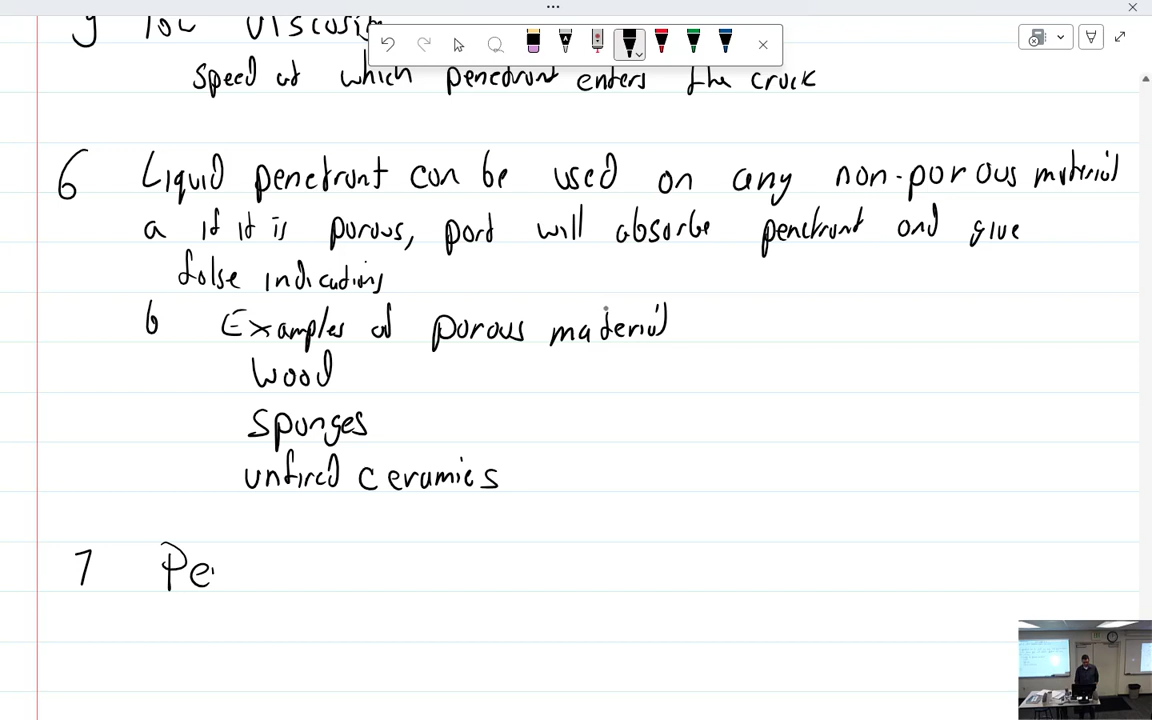 g low viscosity
speed at which penetrant enters the crack
6 Liquid penetrant can be used on any non-porous material
a if it is porous, part will absorbe penetrant and give
false indications
b Examples of porous material
wood
sponges
unfired ceramics
7 Pe